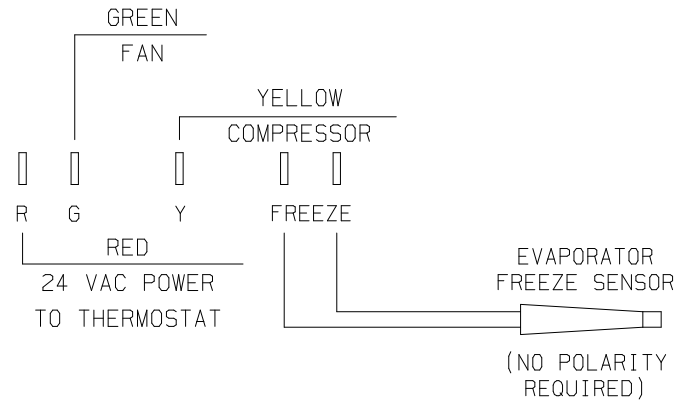 GREEN
FAN
YELLOW
COMPRESSOR
R G Y FREEZE
RED
24 VAC POWER
TO THERMOSTAT
EVAPORATOR
FREEZE SENSOR
(NO POLARITY
REQUIRED)